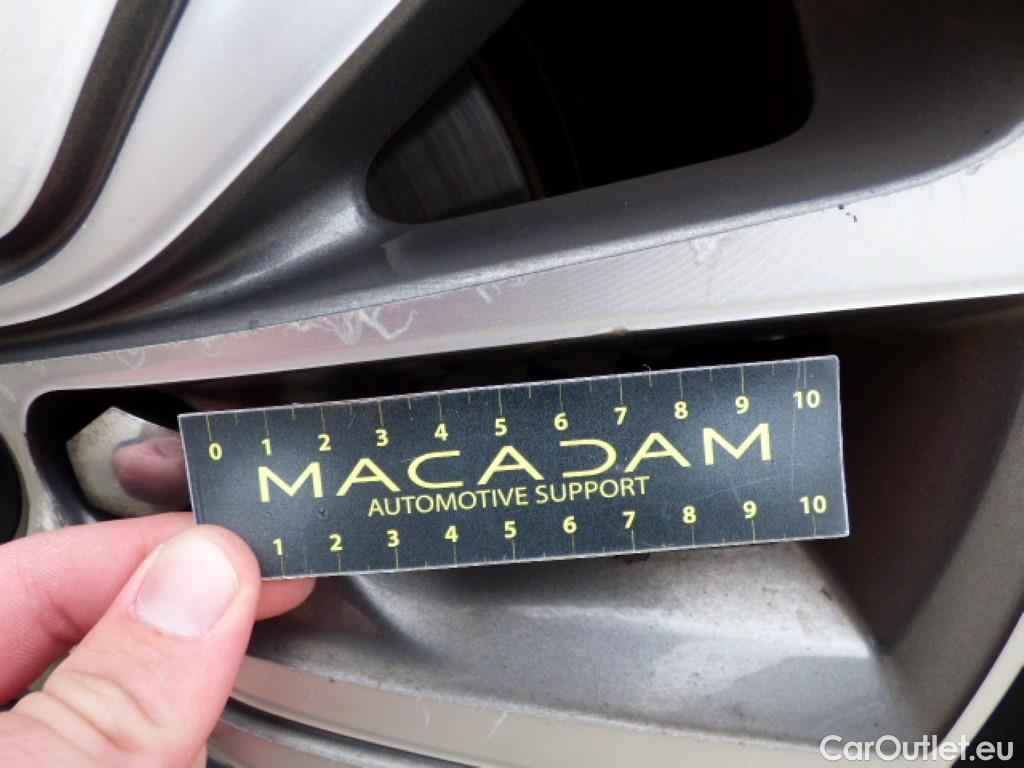 0 1 2 3 4 5 6 7 8 9 10
MACADAM
AUTOMOTIVE SUPPORT
1 2 3 4 5 6 7 8 9 10
CarOutlet.eu